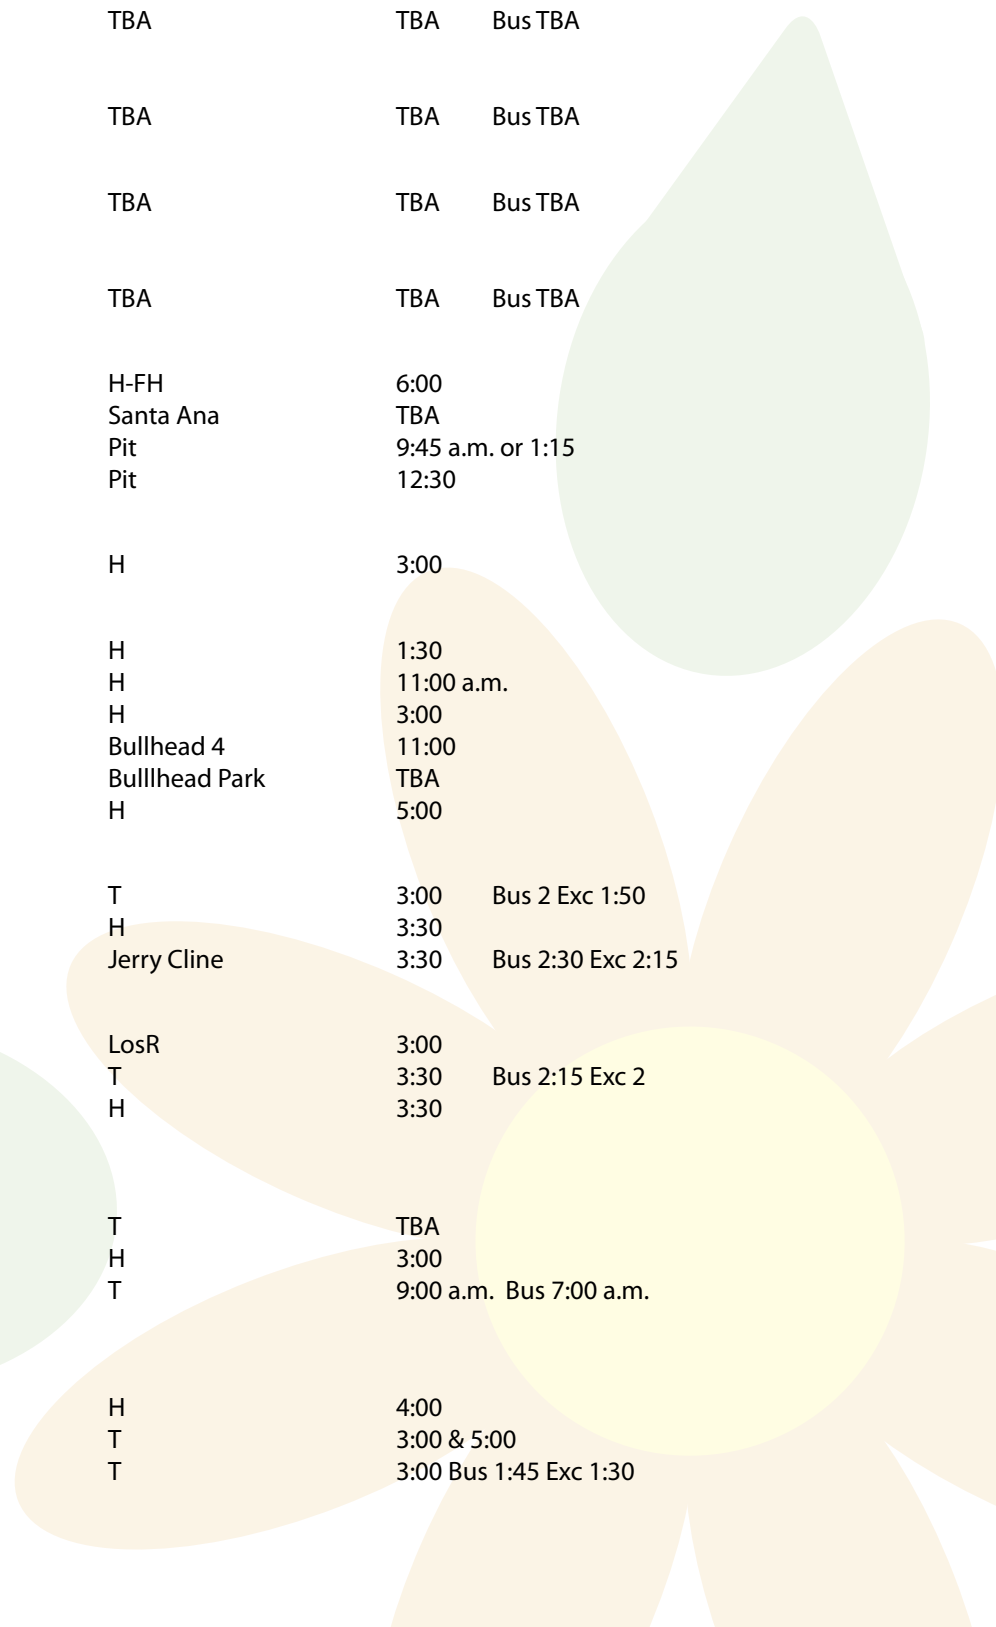 TBA TBA Bus TBA
TBA TBA Bus TBA
TBA TBA Bus TBA
TBA TBA Bus TBA
H-FH 6:00
Santa Ana TBA
Pit 9:45 a.m. or 1:15
Pit 12:30
H 3:00
H 1:30
H 11:00 a.m.
H 3:00
Bullhead 4 11:00
Bulllhead Park TBA
H 5:00
T 3:00 Bus 2 Exc 1:50
H 3:30
Jerry Cline 3:30 Bus 2:30 Exc 2:15
LosR 3:00
T 3:30 Bus 2:15 Exc 2
H 3:30
T TBA
H 3:00
T 9:00 a.m. Bus 7:00 a.m.
H 4:00
T 3:00 & 5:00
T 3:00 Bus 1:45 Exc 1:30